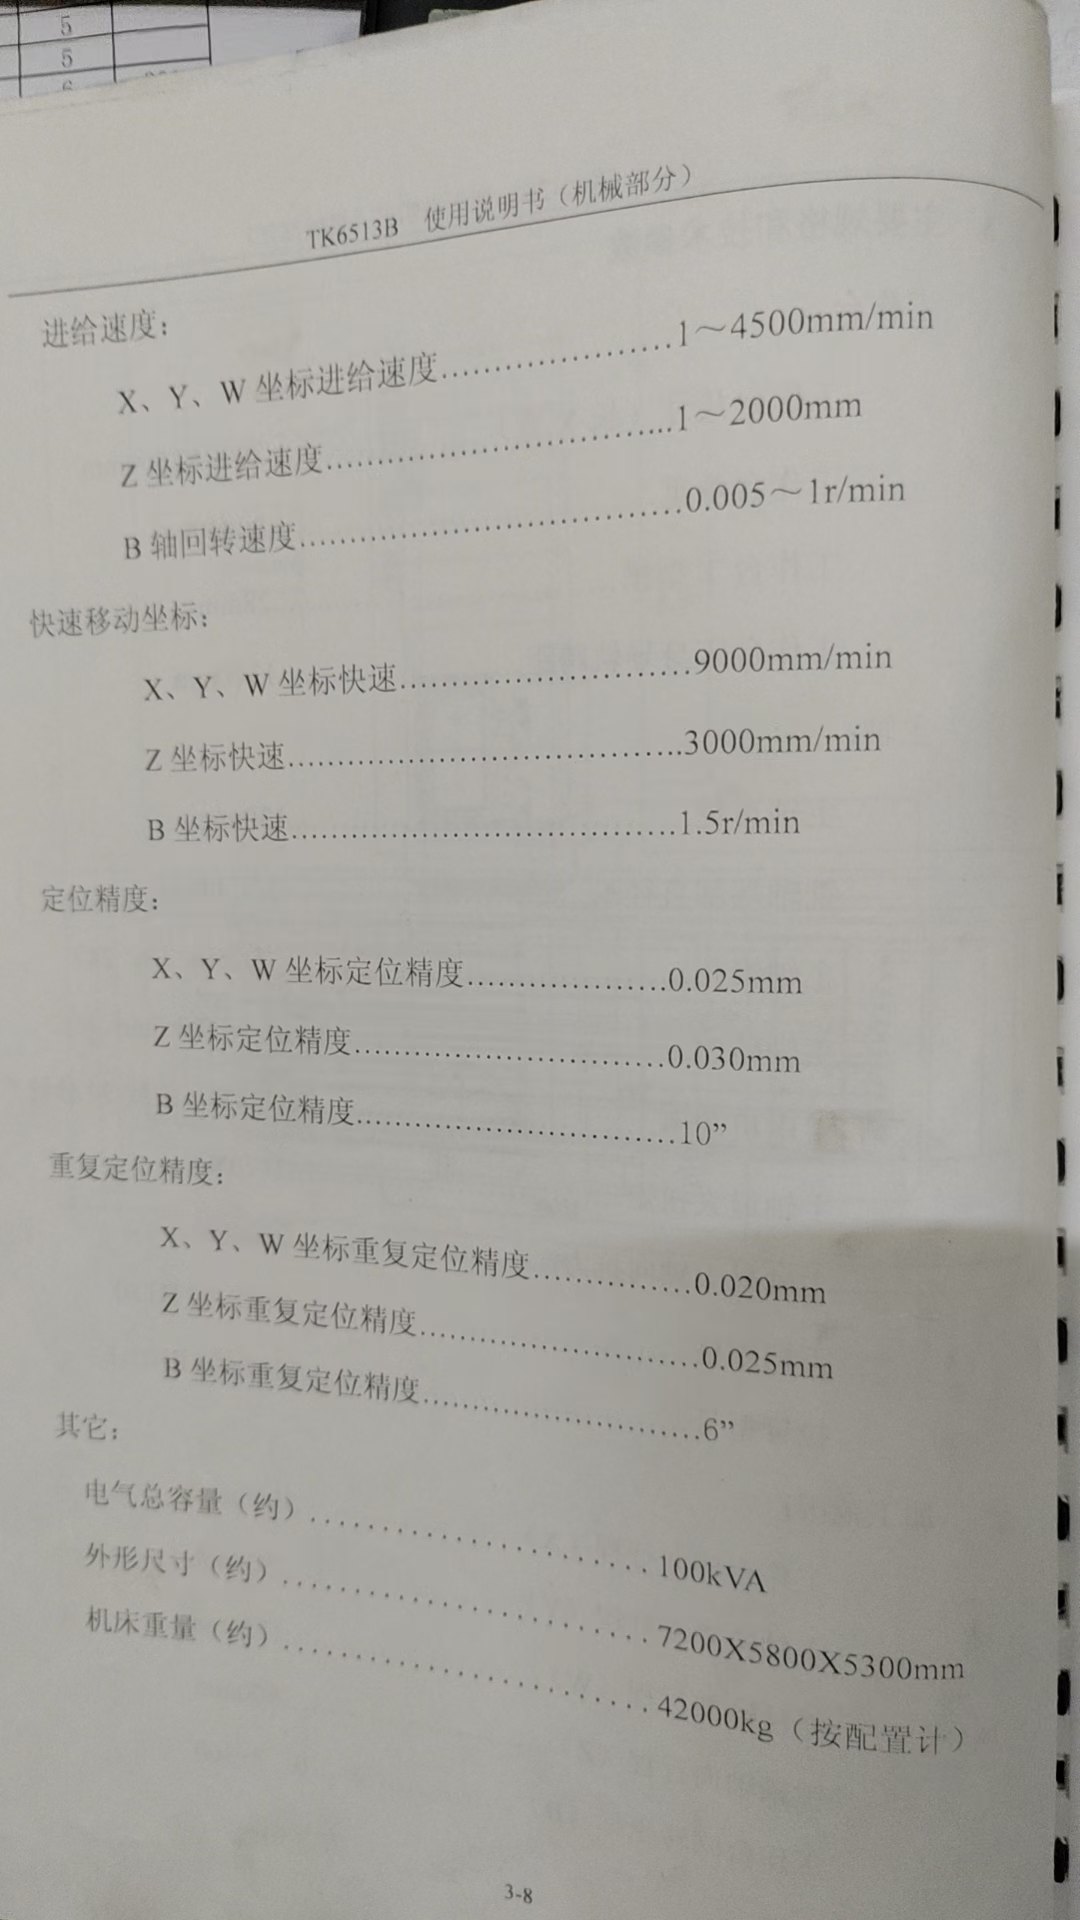 5
5
6
TK6513B 使用说明书（机械部分）
进给速度：
X、Y、W 坐标进给速度……………………1～4500mm/min
Z 坐标进给速度………………………………1～2000mm
B 轴回转速度…………………………………0.005～1r/min
快速移动坐标：
X、Y、W 坐标快速…………………………9000mm/min
Z 坐标快速…………………………………3000mm/min
B 坐标快速…………………………………1.5r/min
定位精度：
X、Y、W 坐标定位精度…………………0.025mm
Z 坐标定位精度……………………………0.030mm
B 坐标定位精度……………………………10”
重复定位精度：
X、Y、W 坐标重复定位精度……………0.020mm
Z 坐标重复定位精度………………………0.025mm
B 坐标重复定位精度………………………6”
其它：
电气总容量（约）…………………………100kVA
外形尺寸（约）……………………………7200X5800X5300mm
机床重量（约）……………………………42000kg（按配置计）
3-8